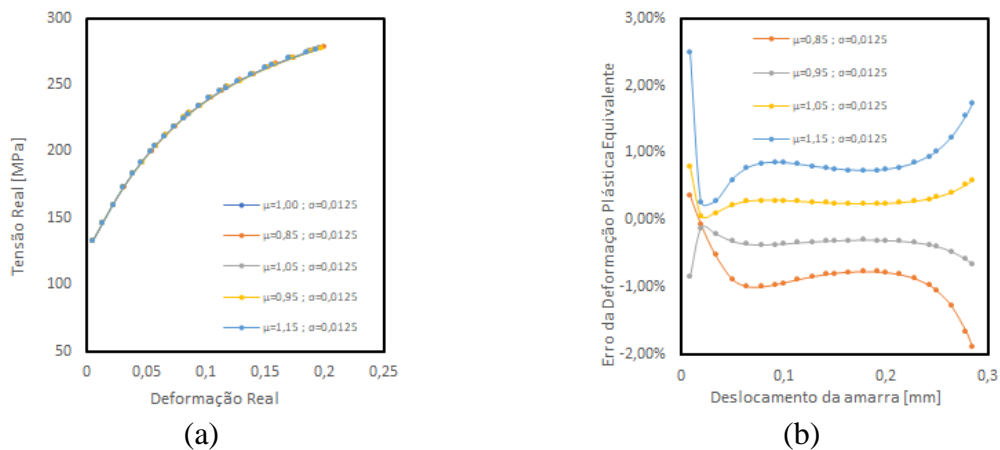 300
250
200
150
100
50
0
0,05
0,1
0,15
0,2
0,25
Tensão Real [MPa]
Deformação Real
μ=1,00 ; σ=0,0125
μ=0,85 ; σ=0,0125
μ=1,05 ; σ=0,0125
μ=0,95 ; σ=0,0125
μ=1,15 ; σ=0,0125
(a)
3,00%
2,00%
1,00%
0,00%
-1,00%
-2,00%
0
0,1
0,2
0,3
Erro da Deformação Plástica Equivalente
Deslocamento da amarra [mm]
μ=0,85 ; σ=0,0125
μ=0,95 ; σ=0,0125
μ=1,05 ; σ=0,0125
μ=1,15 ; σ=0,0125
(b)